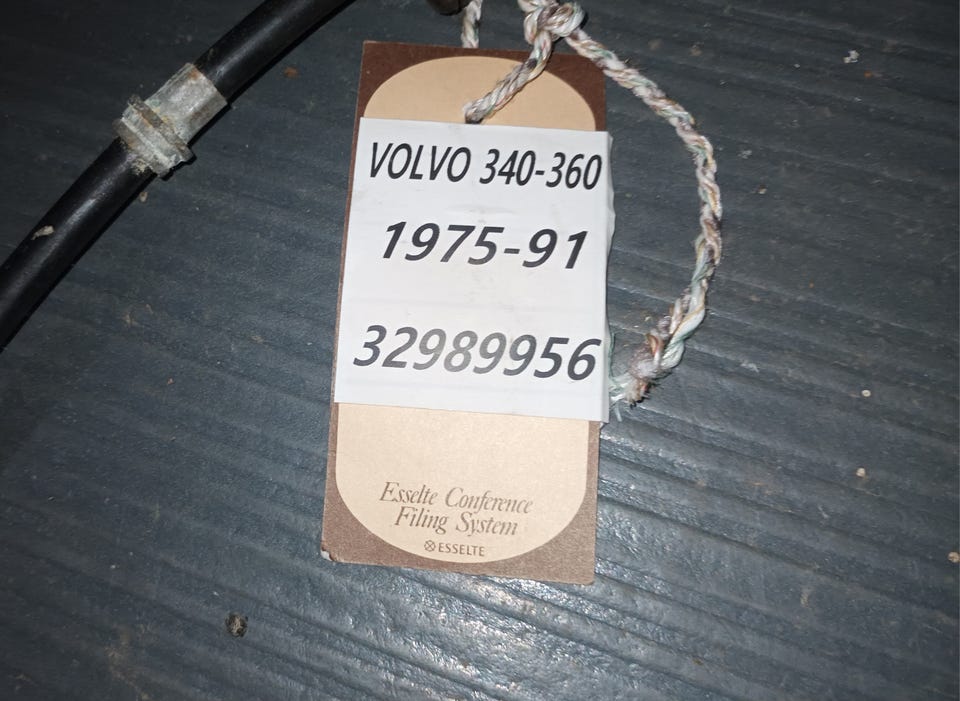 VOLVO 340-360
1975-91
32989956
Esselte Conference
Filing System
ESSELTE